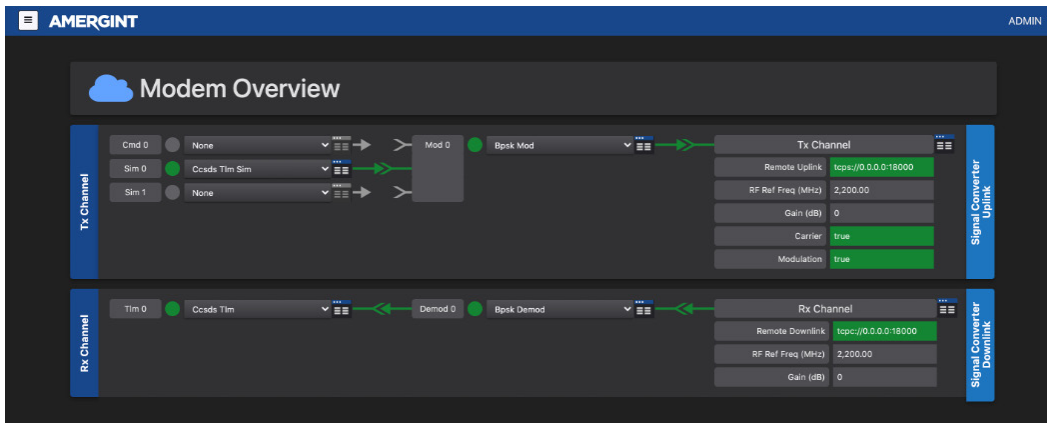 AMERGINT
ADMIN
Modem Overview
Tx Channel
Cmd 0 None
Mod 0 Bpsk Mod
Tx Channel
Sim 0 Ccsds Tlm Sim
Remote Uplink tcps://0.0.0.0:18000
Sim 1 None
RF Ref Freq (MHz) 2,200.00
Gain (dB) 0
Carrier true
Modulation true
Signal Converter
Uplink
Rx Channel
Tlm 0 Ccsds Tlm
Demod 0 Bpsk Demod
Rx Channel
Remote Downlink tcpc://0.0.0.0:18000
RF Ref Freq (MHz) 2,200.00
Gain (dB) 0
Signal Converter
Downlink